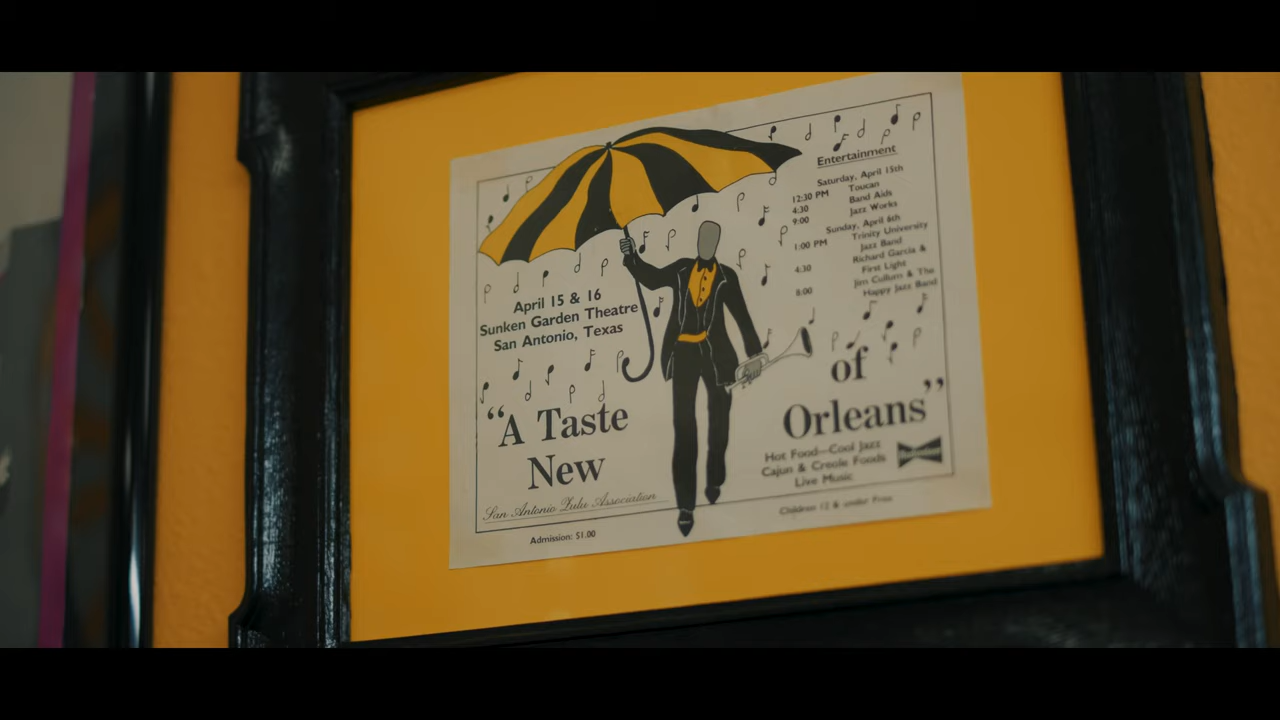 Entertainment
Saturday, April 15th
12:30 PM Toucan
4:30 Band Aids
9:00 Jazz Works
Sunday, April 6th
1:00 PM Trinity University
Jazz Band
4:30 Richard Garcia &
First Light
8:00 Jim Cullum & The
Happy Jazz Band
April 15 & 16
Sunken Garden Theatre
San Antonio, Texas
“A Taste of
New Orleans”
Hot Food—Cool Jazz
Cajun & Creole Foods
Live Music
San Antonio Zulu Association
Admission: $1.00
Children 12 & under Free